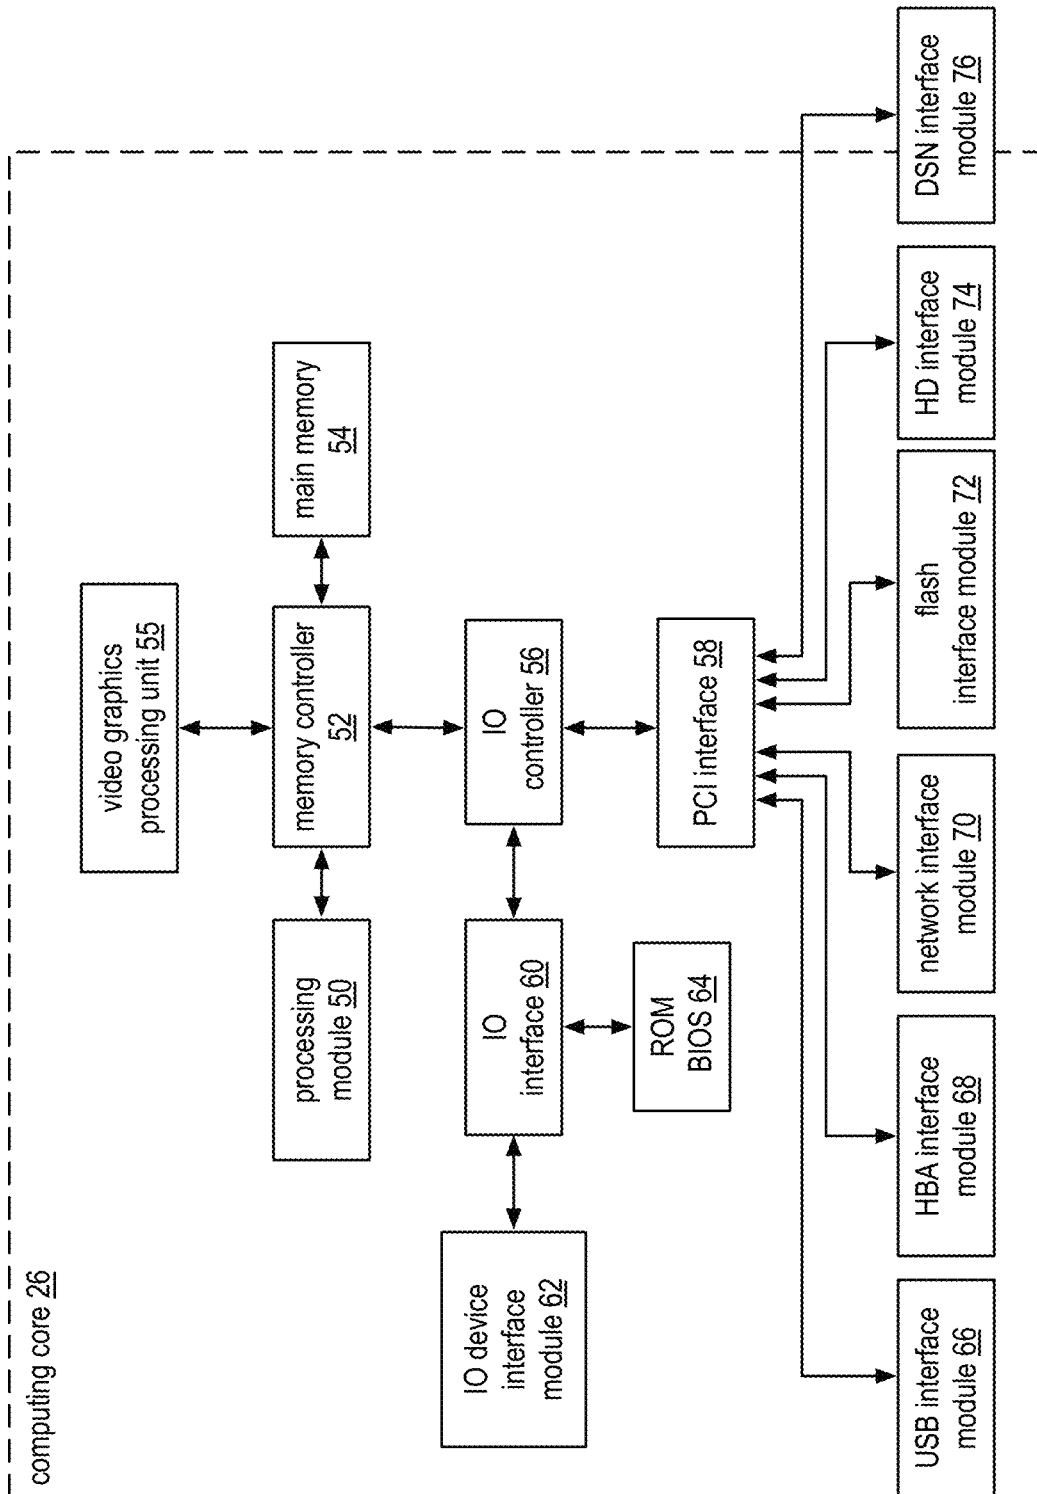 computing core 26
video graphics
processing unit 55
processing
module 50
memory controller
52
main memory
54
IO device
interface
module 62
IO
interface 60
IO
controller 56
ROM
BIOS 64
PCI interface 58
USB interface
module 66
HBA interface
module 68
network interface
module 70
flash
interface module 72
HD interface
module 74
DSN interface
module 76